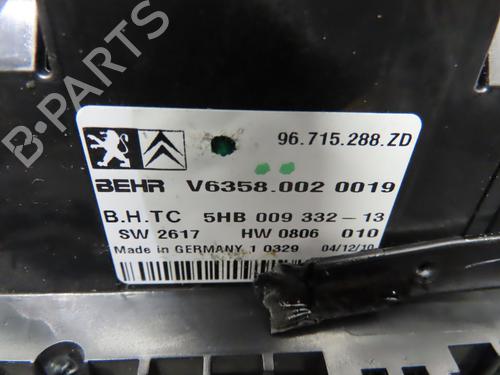 B-PARTS
96.715.288.ZD
BEHR V6358.002 0019
B.H.TC 5HB 009 332-13
SW 2617 HW 0806 010
Made in GERMANY 1 0329 04/12/10